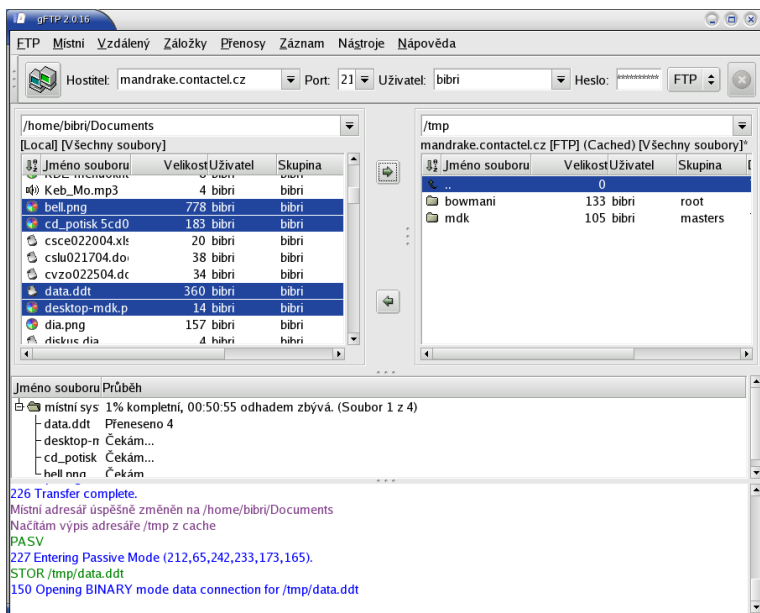 gFTP 2.0.16
FTP Místní Vzdálený Záložky Přenosy Záznam Nástroje Nápověda
Hostitel: mandrake.contactel.cz Port: 21 Uživatel: bibri Heslo: ********** FTP
/home/bibri/Documents
[Local] [Všechny soubory]
Jméno souboru Velikost Uživatel Skupina
Keb_Mo.mp3 4 bibri bibri
bell.png 778 bibri bibri
cd_potisk 5cd0 183 bibri bibri
csce022004.xls 20 bibri bibri
cslu021704.do 38 bibri bibri
cvzo022504.dc 34 bibri bibri
data.ddt 360 bibri bibri
desktop-mdk.p 14 bibri bibri
dia.png 157 bibri bibri
diskus.dia 4 bibri bibri
/tmp
mandrake.contactel.cz [FTP] (Cached) [Všechny soubory]*
Jméno souboru Velikost Uživatel Skupina
.. 0
bowmani 133 bibri root
mdk 105 bibri masters
Jméno souboru Průběh
místní sys 1% kompletní, 00:50:55 odhadem zbývá. (Soubor 1 z 4)
data.ddt Přeneseno 4
desktop-m Čekám...
cd_potisk Čekám...
bell.png Čekám...
226 Transfer complete.
Místní adresář úspěšně změněn na /home/bibri/Documents
Načítám výpis adresáře /tmp z cache
PASV
227 Entering Passive Mode (212,65,242,233,173,165).
STOR /tmp/data.ddt
150 Opening BINARY mode data connection for /tmp/data.ddt